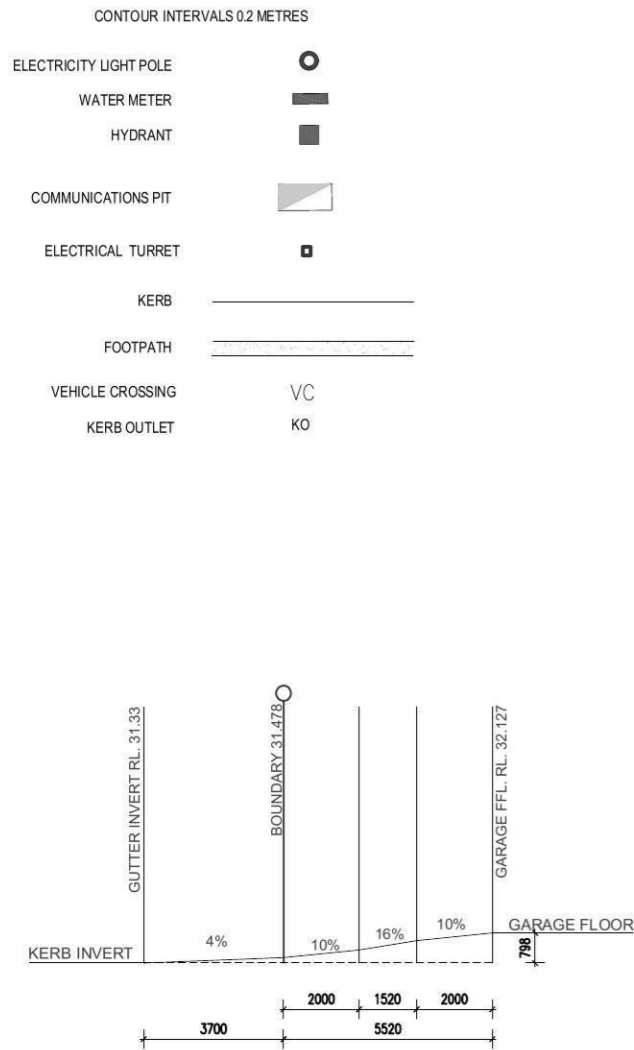 CONTOUR INTERVALS 0.2 METRES
ELECTRICITY LIGHT POLE
WATER METER
HYDRANT
COMMUNICATIONS PIT
ELECTRICAL TURRET
KERB
FOOTPATH
VEHICLE CROSSING VC
KERB OUTLET KO
GUTTER INVERT RL. 31.33
BOUNDARY 31.478
GARAGE FFL. RL. 32.127
KERB INVERT
4%
10%
16%
10%
GARAGE FLOOR
798
2000 1520 2000
3700 5520